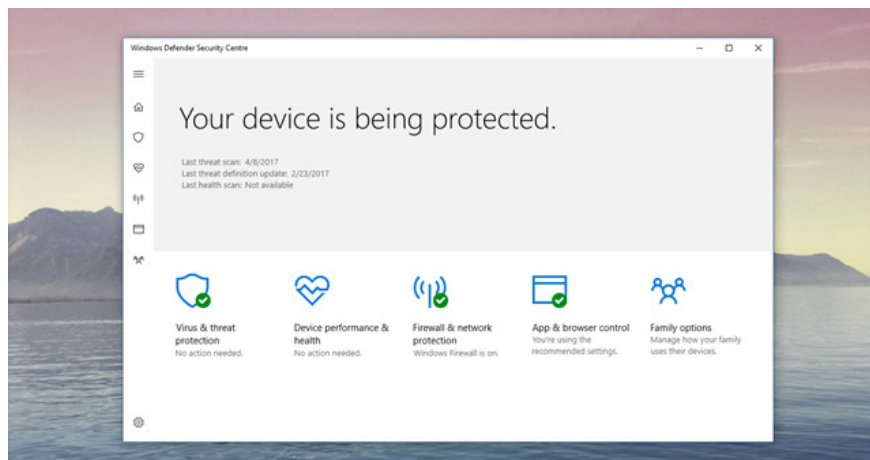 Windows Defender Security Centre
Your device is being protected.
Last threat scan: 4/8/2017
Last threat definition update: 2/23/2017
Last health scan: Not available
Virus & threat
protection
No action needed.
Device performance &
health
No action needed.
Firewall & network
protection
Windows Firewall is on.
App & browser control
You're using the
recommended settings.
Family options
Manage how your family
uses their devices.